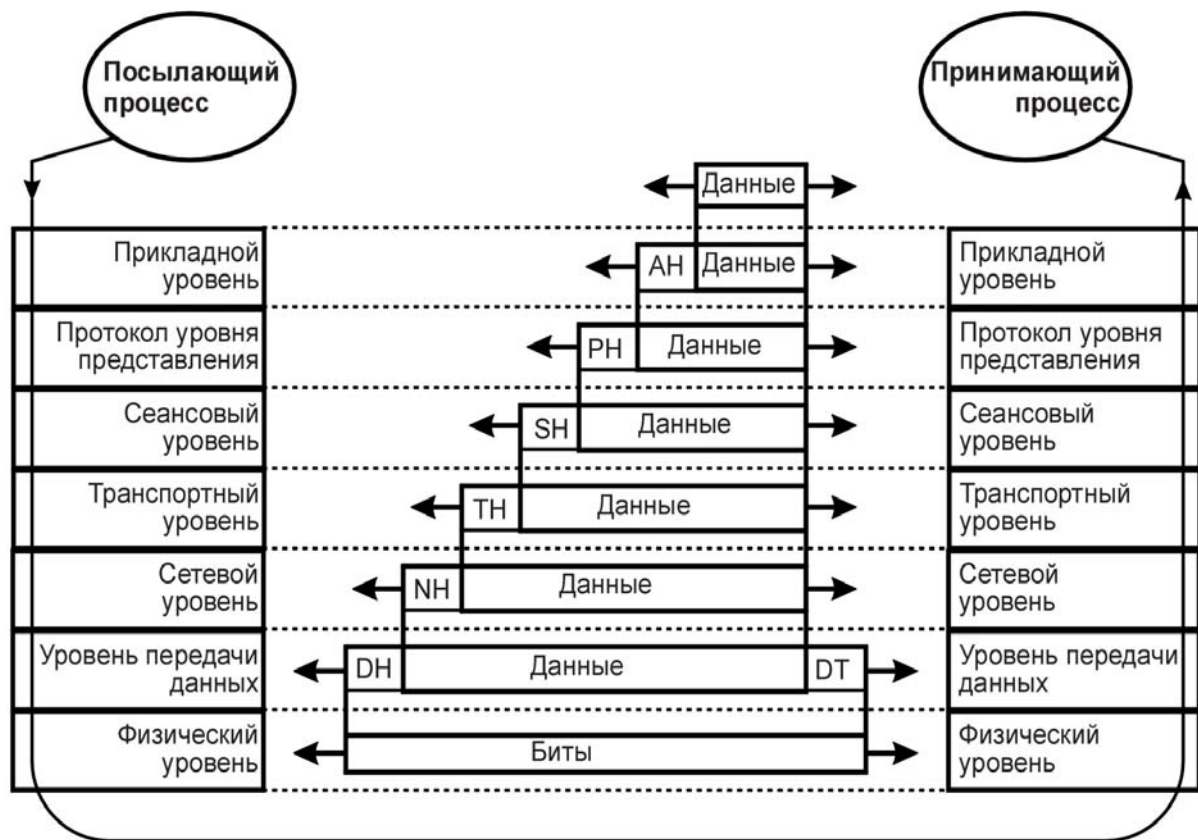 Посылающий
процесс
Принимающий
процесс
Данные
Прикладной
уровень
AH
Данные
Прикладной
уровень
Протокол уровня
представления
PH
Данные
Протокол уровня
представления
Сеансовый
уровень
SH
Данные
Сеансовый
уровень
Транспортный
уровень
TH
Данные
Транспортный
уровень
Сетевой
уровень
NH
Данные
Сетевой
уровень
Уровень передачи
данных
DH
Данные
DT
Уровень передачи
данных
Физический
уровень
Биты
Физический
уровень